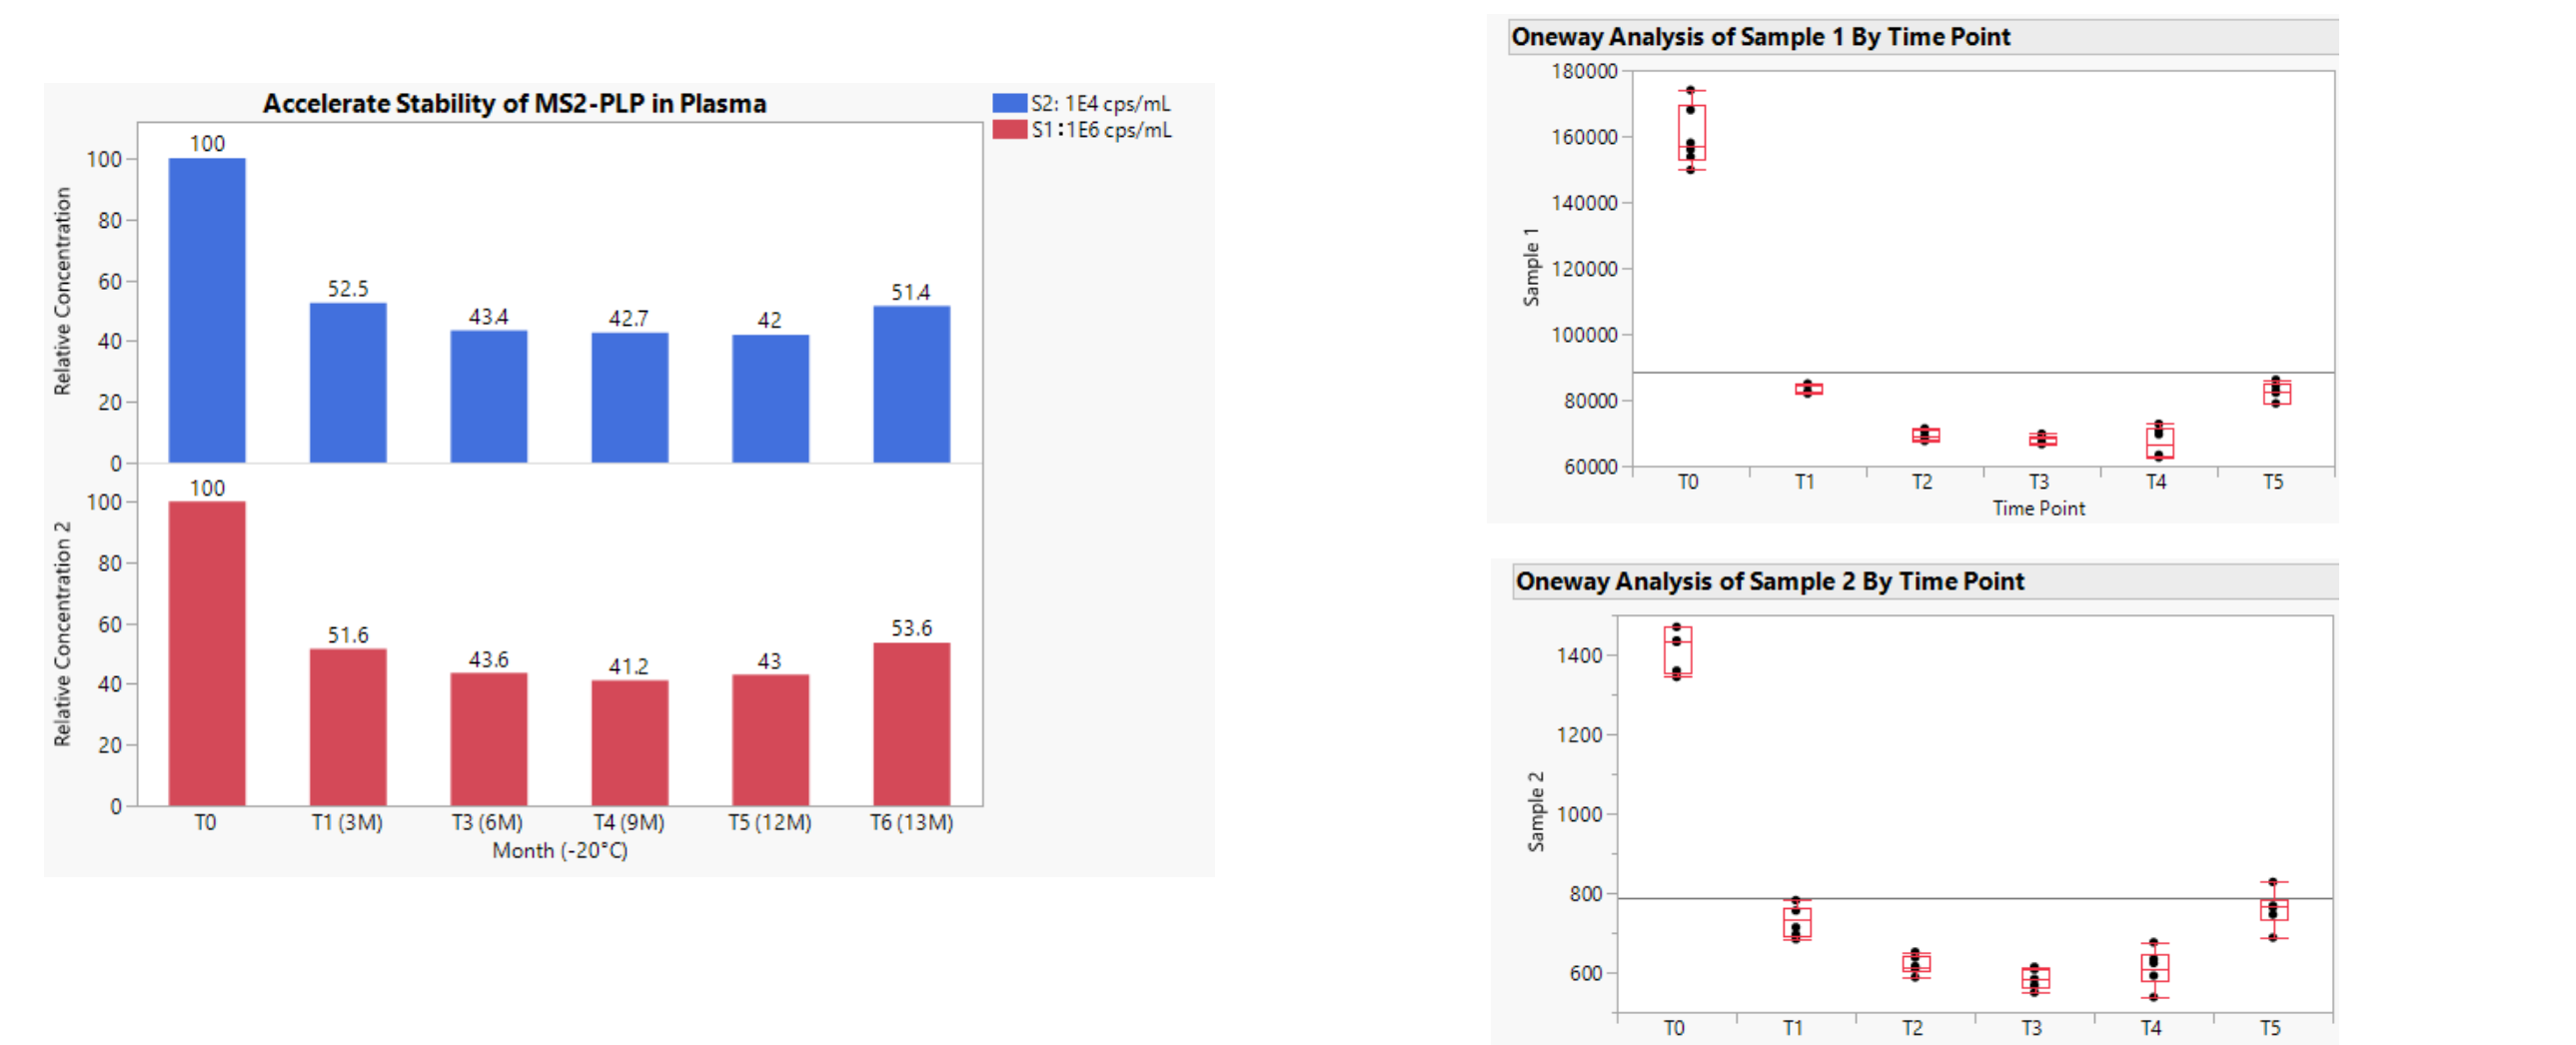 Accelerate Stability of MS2-PLP in Plasma
S2: 1E4 cps/mL
S1:1E6 cps/mL
Relative Concentration
100
80
60
40
20
0
100
52.5
43.4
42.7
42
51.4
Relative Concentration 2
100
80
60
40
20
0
100
51.6
43.6
41.2
43
53.6
T0
T1 (3M)
T3 (6M)
T4 (9M)
T5 (12M)
T6 (13M)
Month (-20°C)
Oneway Analysis of Sample 1 By Time Point
Sample 1
180000
160000
140000
120000
100000
80000
60000
T0
T1
T2
T3
T4
T5
Time Point
Oneway Analysis of Sample 2 By Time Point
Sample 2
1400
1200
1000
800
600
T0
T1
T2
T3
T4
T5